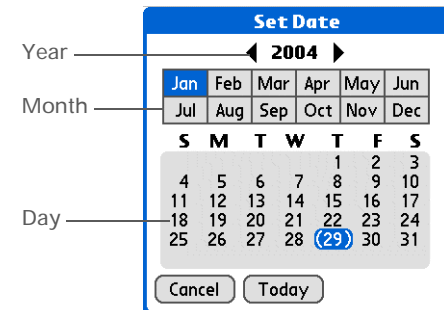 Set Date
Year
2004
Jan Feb Mar Apr May Jun
Month
Jul Aug Sep Oct Nov Dec
S M T W T F S
1 2 3
4 5 6 7 8 9 10
11 12 13 14 15 16 17
Day
18 19 20 21 22 23 24
25 26 27 28 (29) 30 31
Cancel Today